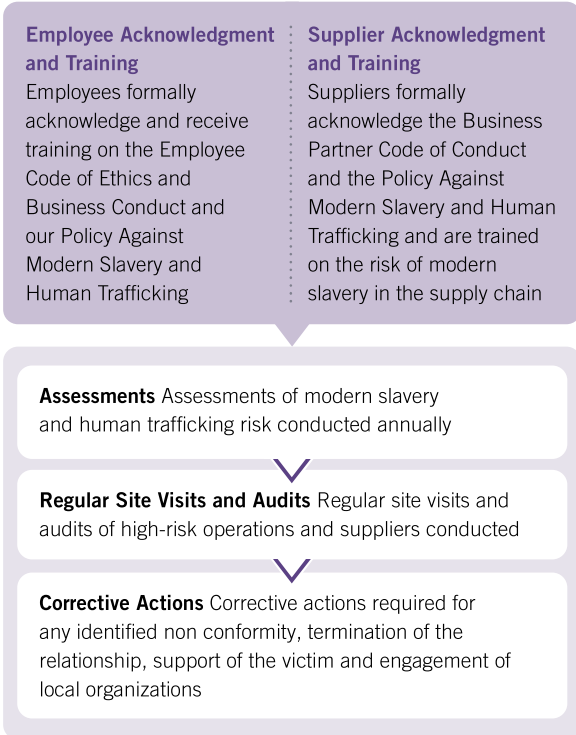 Employee Acknowledgment
and Training
Employees formally
acknowledge and receive
training on the Employee
Code of Ethics and
Business Conduct and
our Policy Against
Modern Slavery and
Human Trafficking
Supplier Acknowledgment
and Training
Suppliers formally
acknowledge the Business
Partner Code of Conduct
and the Policy Against
Modern Slavery and Human
Trafficking and are trained
on the risk of modern
slavery in the supply chain
Assessments Assessments of modern slavery
and human trafficking risk conducted annually
Regular Site Visits and Audits Regular site visits and
audits of high-risk operations and suppliers conducted
Corrective Actions Corrective actions required for
any identified non conformity, termination of the
relationship, support of the victim and engagement of
local organizations